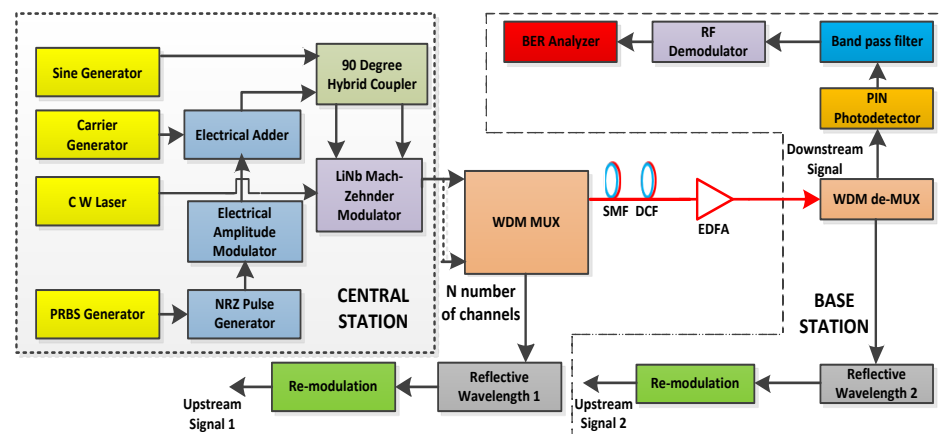 Sine Generator
Carrier
Generator
C W Laser
PRBS Generator
90 Degree
Hybrid Coupler
Electrical Adder
LiNb Mach-
Zehnder
Modulator
Electrical
Amplitude
Modulator
NRZ Pulse
Generator
CENTRAL
STATION
WDM MUX
N number
of channels
SMF
DCF
EDFA
BER Analyzer
RF
Demodulator
Band pass filter
PIN
Photodetector
Downstream
Signal
WDM de-MUX
BASE
STATION
Upstream
Signal 1
Re-modulation
Reflective
Wavelength 1
Upstream
Signal 2
Re-modulation
Reflective
Wavelength 2